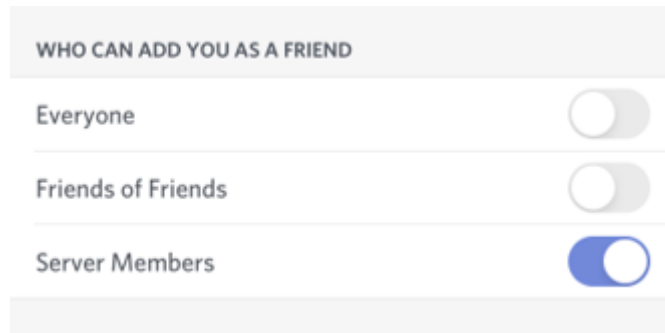 WHO CAN ADD YOU AS A FRIEND
Everyone
Friends of Friends
Server Members